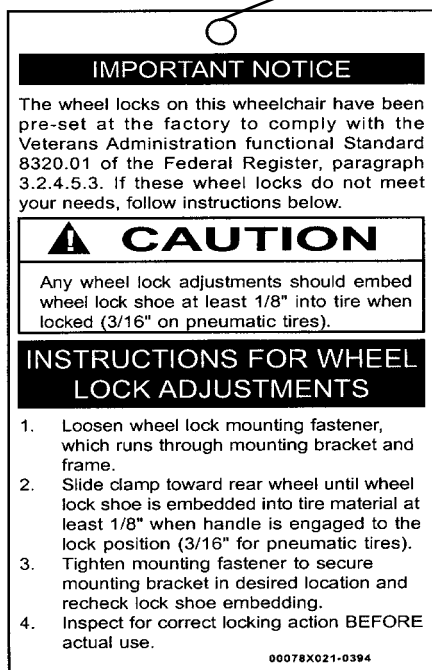 IMPORTANT NOTICE
The wheel locks on this wheelchair have been
pre-set at the factory to comply with the
Veterans Administration functional Standard
8320.01 of the Federal Register, paragraph
3.2.4.5.3. If these wheel locks do not meet
your needs, follow instructions below.
CAUTION
Any wheel lock adjustments should embed
wheel lock shoe at least 1/8" into tire when
locked (3/16" on pneumatic tires).
INSTRUCTIONS FOR WHEEL
LOCK ADJUSTMENTS
1. Loosen wheel lock mounting fastener,
which runs through mounting bracket and
frame.
2. Slide clamp toward rear wheel until wheel
lock shoe is embedded into tire material at
least 1/8" when handle is engaged to the
lock position (3/16" for pneumatic tires).
3. Tighten mounting fastener to secure
mounting bracket in desired location and
recheck lock shoe embedding.
4. Inspect for correct locking action BEFORE
actual use.
00078X021-0394